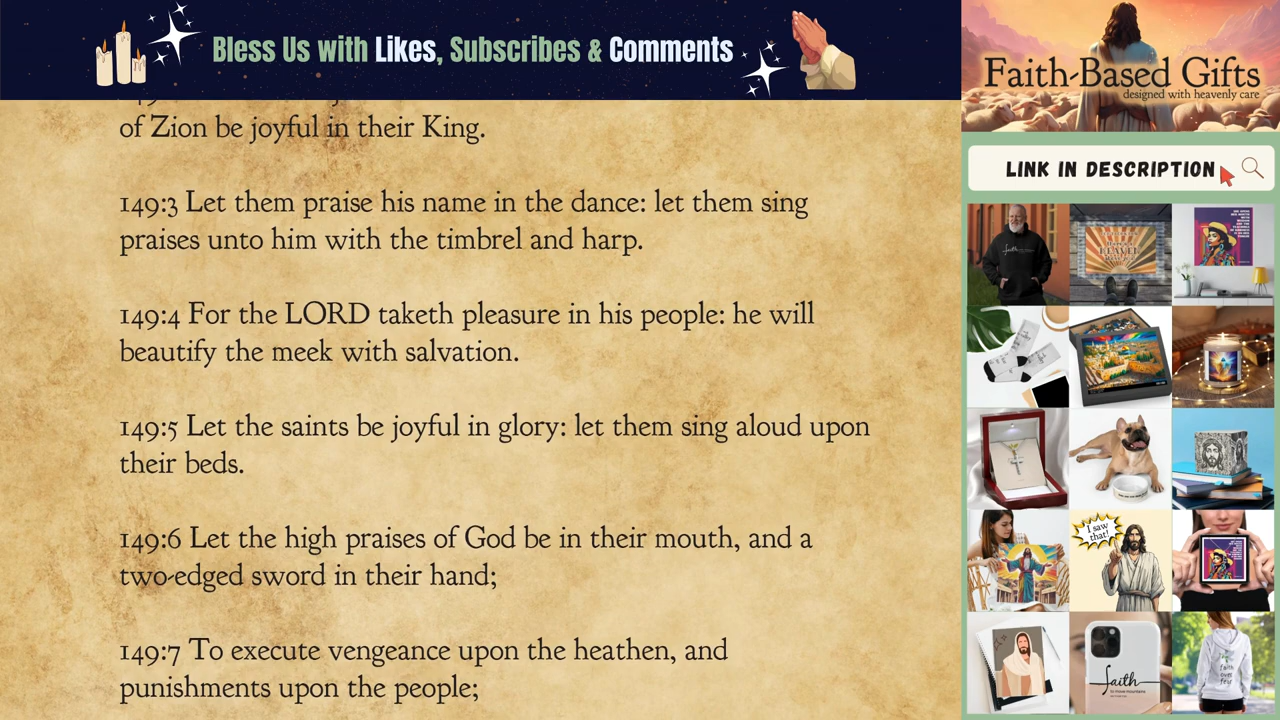 Bless Us with Likes, Subscribes & Comments
of Zion be joyful in their King.
149:3 Let them praise his name in the dance: let them sing
praises unto him with the timbrel and harp.
149:4 For the LORD taketh pleasure in his people: he will
beautify the meek with salvation.
149:5 Let the saints be joyful in glory: let them sing aloud upon
their beds.
149:6 Let the high praises of God be in their mouth, and a
two-edged sword in their hand;
149:7 To execute vengeance upon the heathen, and
punishments upon the people;
Faith-Based Gifts
designed with heavenly care
LINK IN DESCRIPTION
faith
HEAVEN
I saw
that!
faith
faith
over
fear